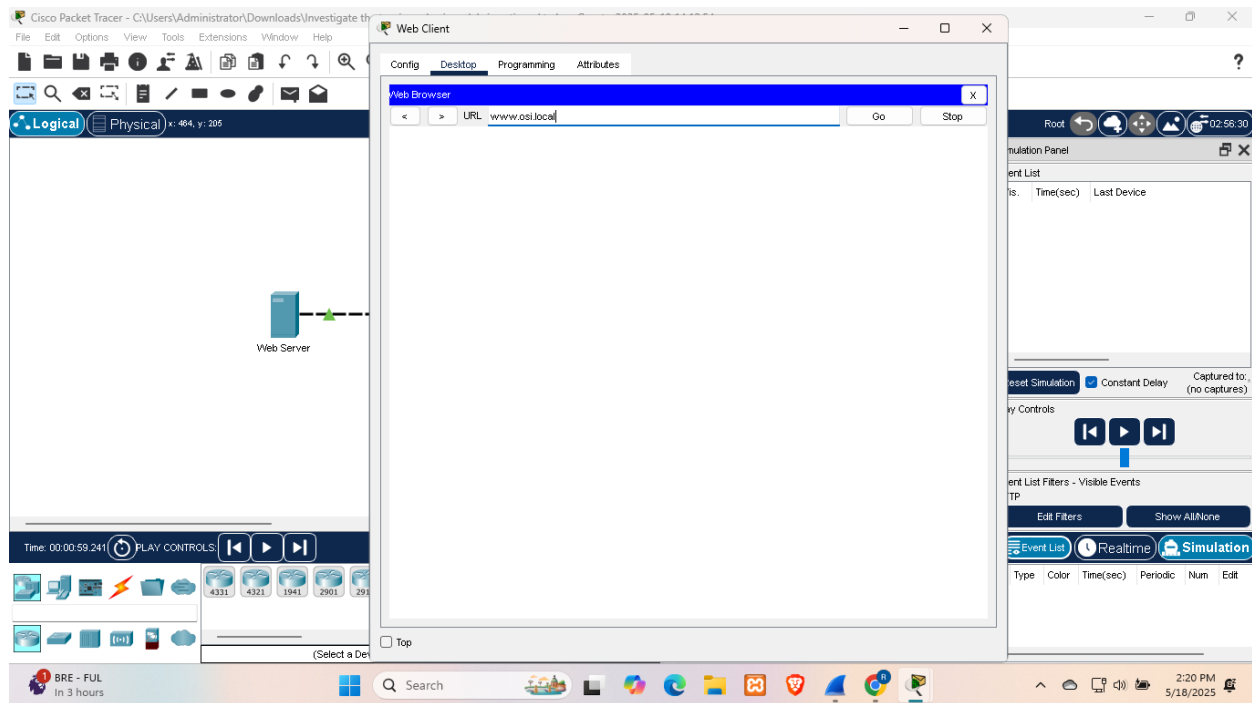 Cisco Packet Tracer - C:\Users\Administrator\Downloads\Investigate th
File Edit Options View Tools Extensions Window Help
Logical Physical x: 464, y: 205
Web Server
Time: 00:00:59.241 PLAY CONTROLS:
4331 4321 1941 2901 291
(Select a De
Web Client
Config Desktop Programming Attributes
Web Browser X
< > URL www.osi.local Go Stop
Top
?
Root 02:56:30
mulation Panel
ent List
is. Time(sec) Last Device
eset Simulation Constant Delay Captured to:
(no captures)
ay Controls
ent List Filters - Visible Events
TP
Edit Filters Show All/None
Event List Realtime Simulation
Type Color Time(sec) Periodic Num Edit
1 BRE - FUL
In 3 hours
Search
2:20 PM
5/18/2025